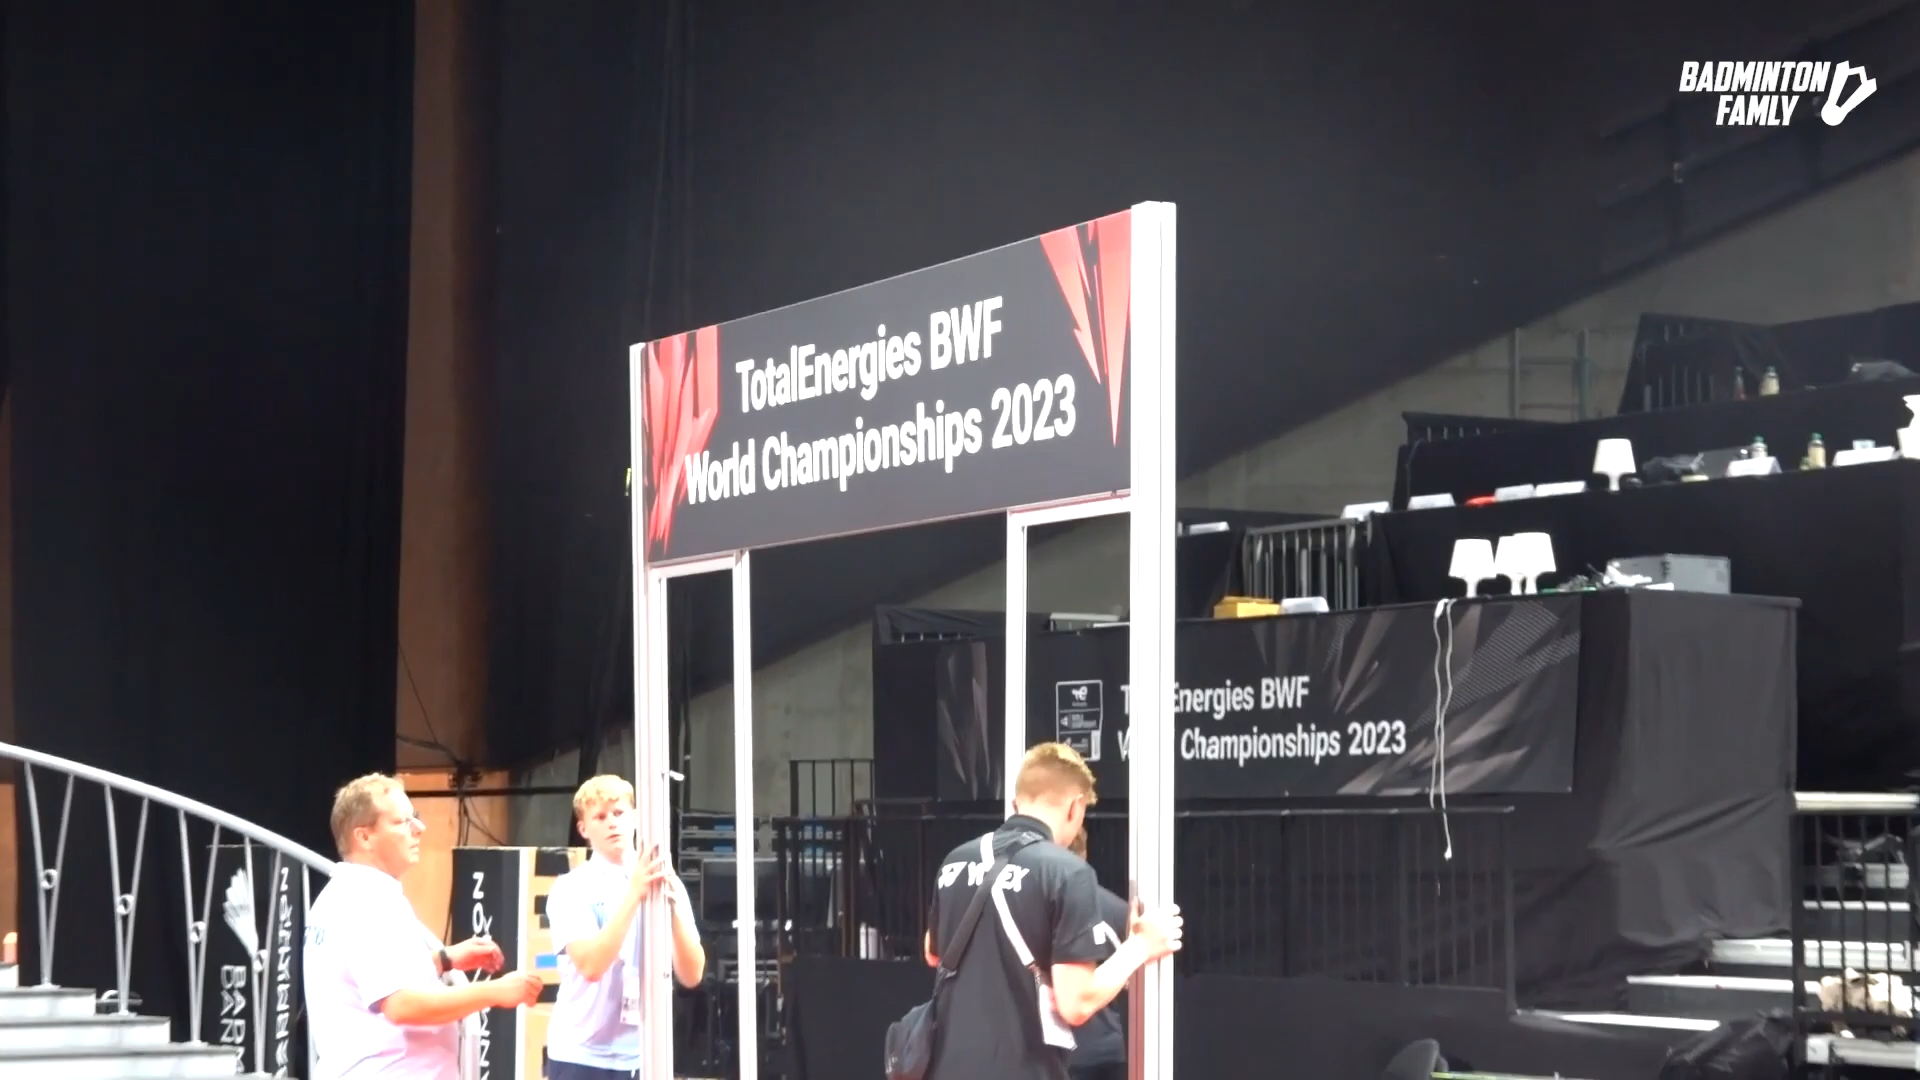 BADMINTON
FAMLY
TotalEnergies BWF
World Championships 2023
Energies BWF
Championships 2023